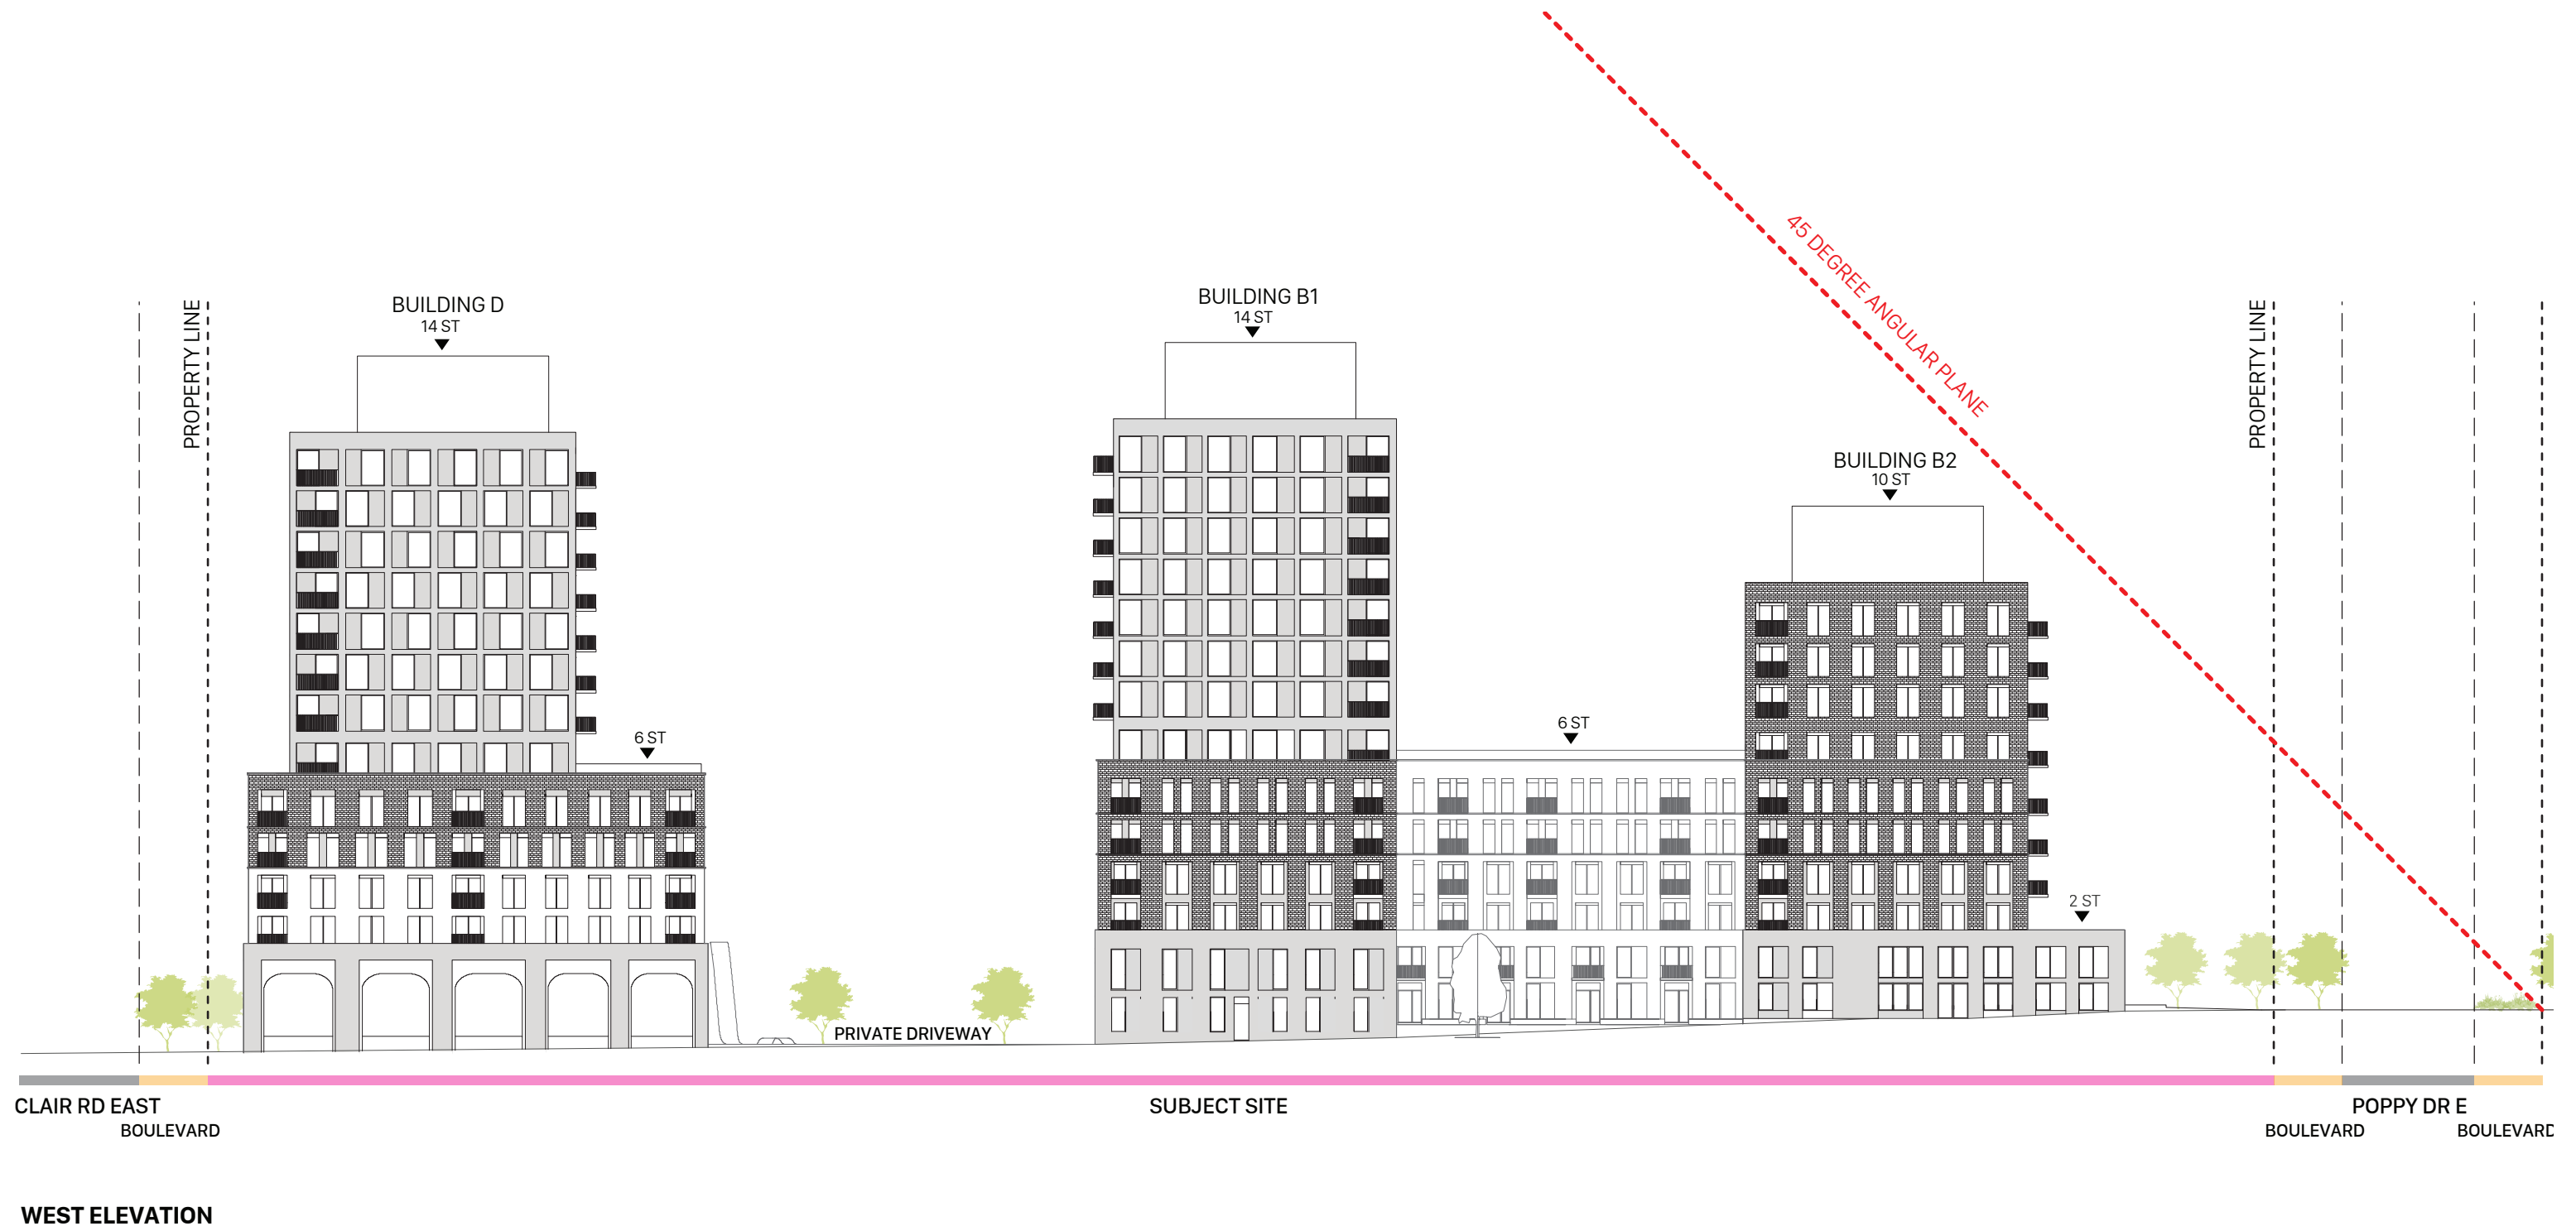 45 DEGREE ANGULAR PLANE
PROPERTY LINE
BUILDING D
14 ST
BUILDING B1
14 ST
PROPERTY LINE
BUILDING B2
10 ST
6 ST
6 ST
2 ST
PRIVATE DRIVEWAY
CLAIR RD EAST
BOULEVARD
SUBJECT SITE
POPPY DR E
BOULEVARD
BOULEVARD
WEST ELEVATION